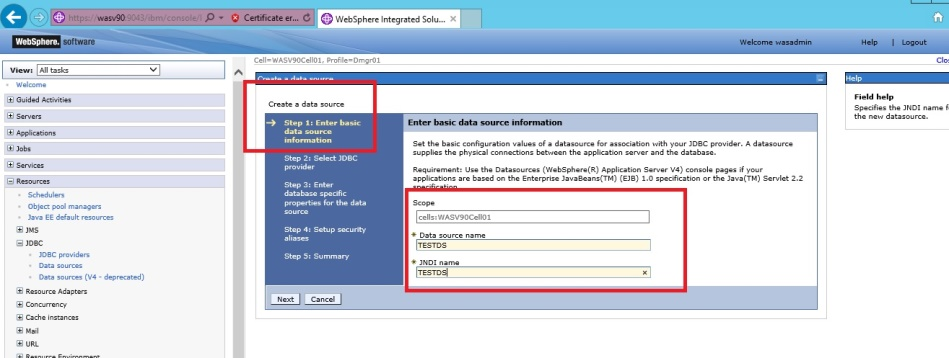 https://wasv90:9043/ibm/console/l
Certificate er...
WebSphere Integrated Solu...
WebSphere. software
Welcome wasadmin
Help | Logout
Cell=WASV90Cell01, Profile=Dmgr01
Clo
View: All tasks
Welcome
Guided Activities
Servers
Applications
Jobs
Services
Resources
Schedulers
Object pool managers
Java EE default resources
JMS
JDBC
JDBC providers
Data sources
Data sources (V4 - deprecated)
Resource Adapters
Concurrency
Cache instances
Mail
URL
Resource Environment
Create a data source
Create a data source
Step 1: Enter basic
data source
information
Step 2: Select JDBC
provider
Step 3: Enter
database specific
properties for the data
source
Step 4: Setup security
aliases
Step 5: Summary
Enter basic data source information
Set the basic configuration values of a datasource for association with your JDBC provider. A datasource
supplies the physical connections between the application server and the database.
Requirement: Use the Datasources (WebSphere(R) Application Server V4) console pages if your
applications are based on the Enterprise JavaBeans(TM) (EJB) 1.0 specification or the Java(TM) Servlet 2.2
specification.
Scope
cells:WASV90Cell01
* Data source name
TESTDS
* JNDI name
TESTDS
Next Cancel
Help
Field help
Specifies the JNDI name f
the new datasource.